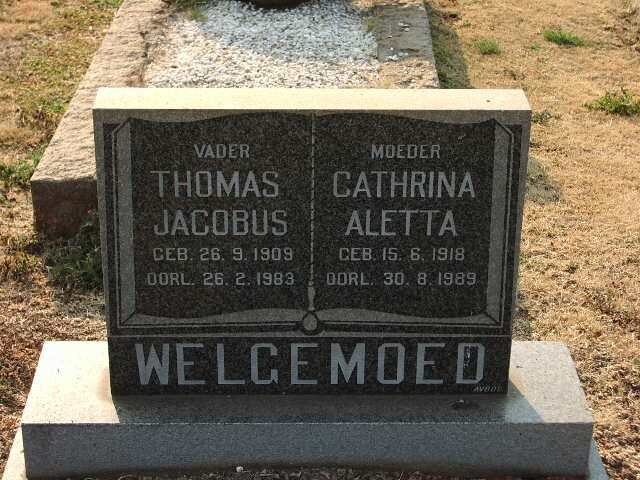 VADER
THOMAS
JACOBUS
GEB. 26. 9. 1909
OORL. 26. 2. 1983
MOEDER
CATHRINA
ALETTA
GEB. 15. 6. 1918
OORL. 30. 8. 1989
WELGEMOED